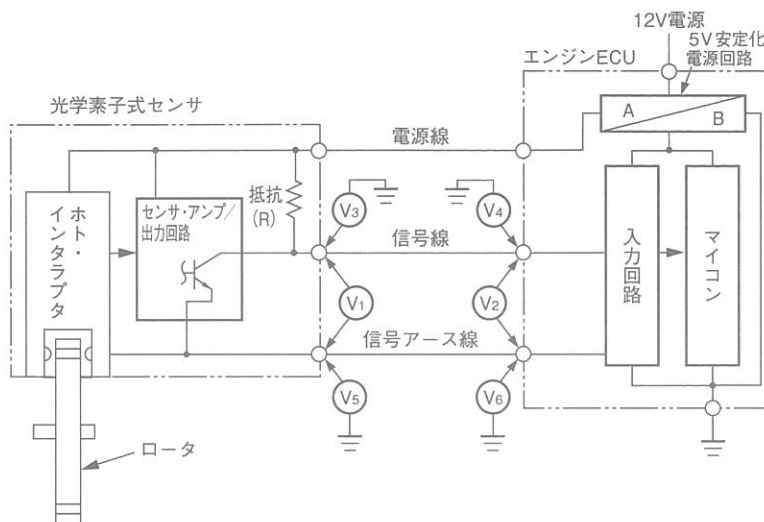 12V電源
5V安定化
電源回路
エンジンECU
A
B
光学素子式センサ
電源線
ホト・
インタラプタ
センサ・アンプ/
出力回路
抵抗
(R)
V3
V4
信号線
V1
V2
入力回路
マイコン
信号アース線
V5
V6
ロータ